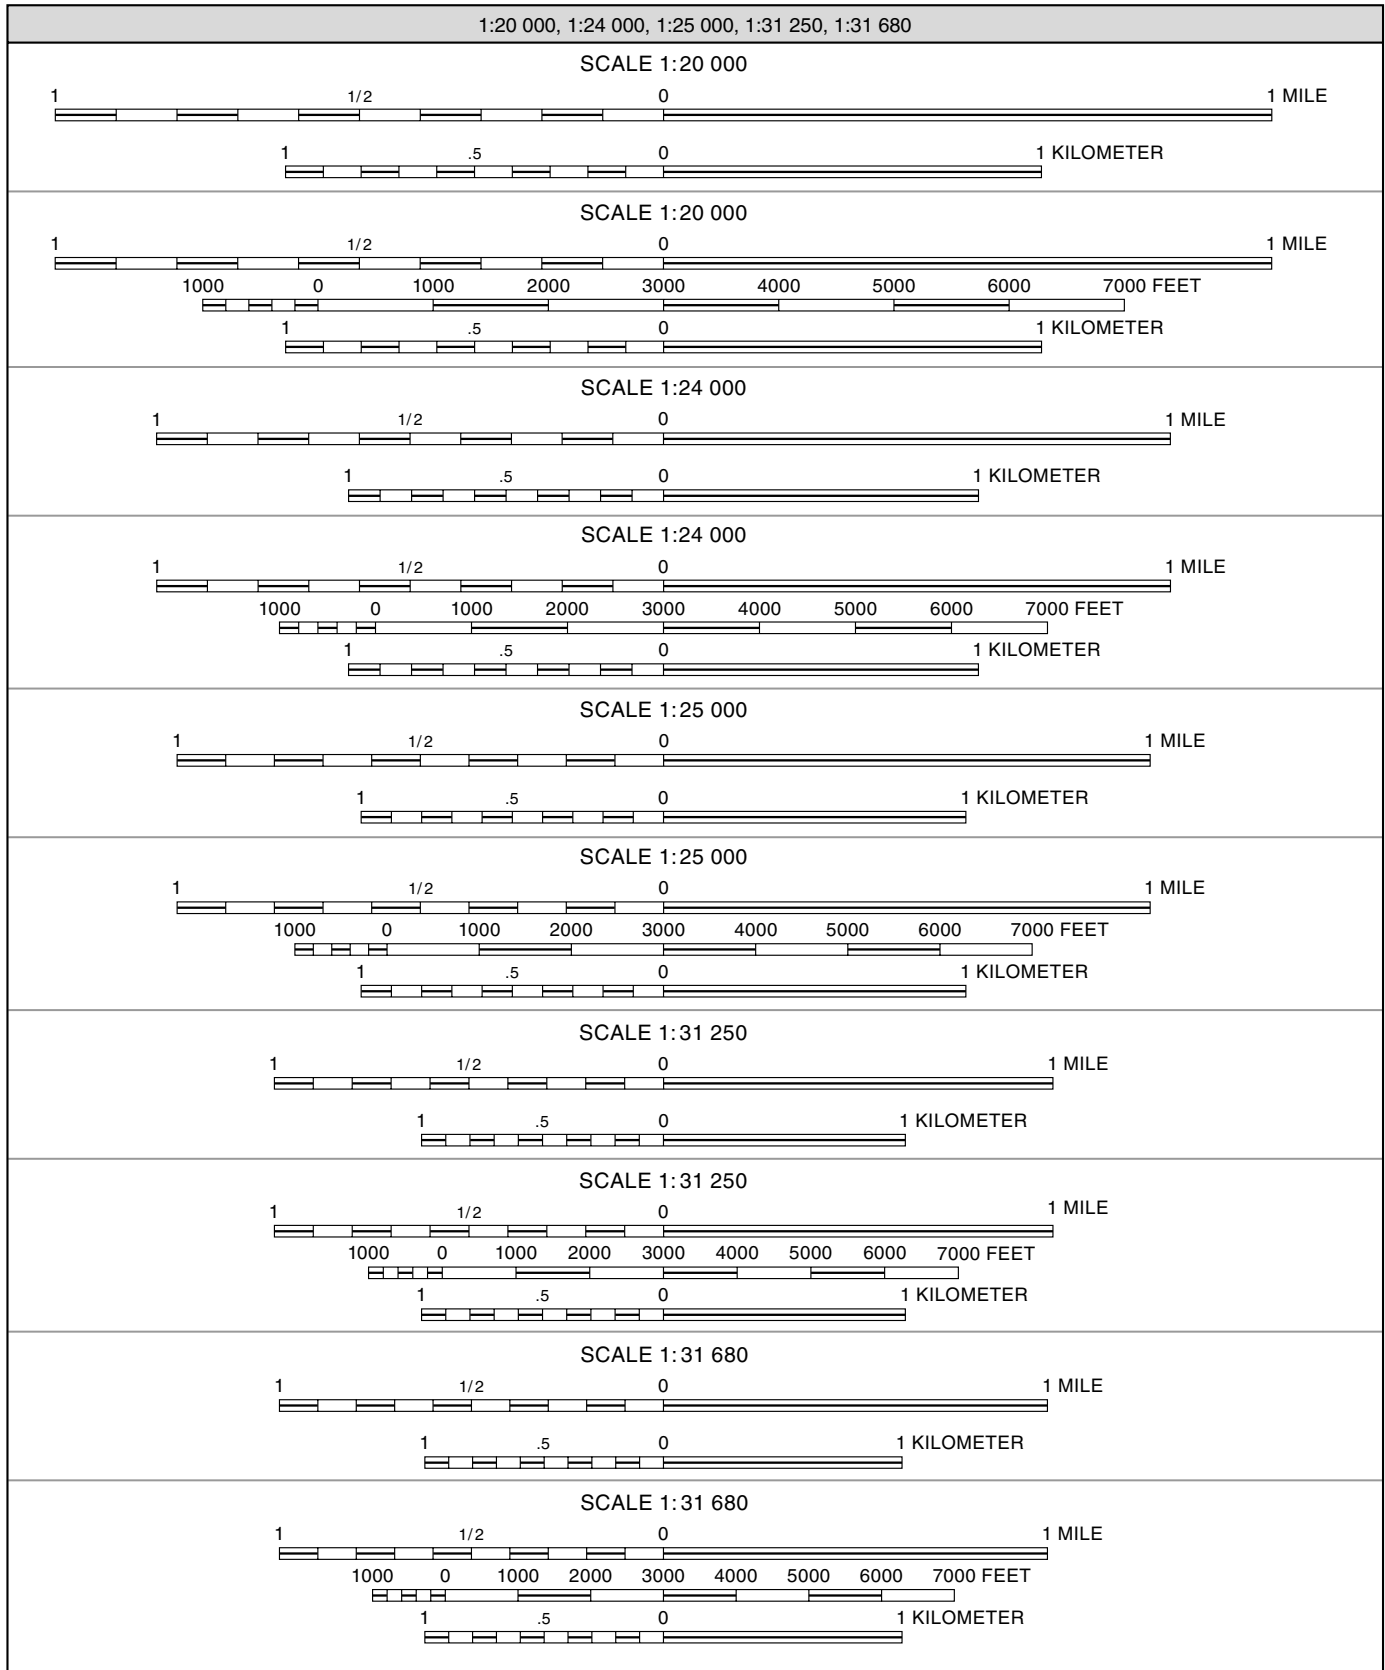 1:20 000, 1:24 000, 1:25 000, 1:31 250, 1:31 680
SCALE 1:20 000
1 1/2 0 1 MILE
1 .5 0 1 KILOMETER
SCALE 1:20 000
1 1/2 0 1 MILE
1000 0 1000 2000 3000 4000 5000 6000 7000 FEET
1 .5 0 1 KILOMETER
SCALE 1:24 000
1 1/2 0 1 MILE
1 .5 0 1 KILOMETER
SCALE 1:24 000
1 1/2 0 1 MILE
1000 0 1000 2000 3000 4000 5000 6000 7000 FEET
1 .5 0 1 KILOMETER
SCALE 1:25 000
1 1/2 0 1 MILE
1 .5 0 1 KILOMETER
SCALE 1:25 000
1 1/2 0 1 MILE
1000 0 1000 2000 3000 4000 5000 6000 7000 FEET
1 .5 0 1 KILOMETER
SCALE 1:31 250
1 1/2 0 1 MILE
1 .5 0 1 KILOMETER
SCALE 1:31 250
1 1/2 0 1 MILE
1000 0 1000 2000 3000 4000 5000 6000 7000 FEET
1 .5 0 1 KILOMETER
SCALE 1:31 680
1 1/2 0 1 MILE
1 .5 0 1 KILOMETER
SCALE 1:31 680
1 1/2 0 1 MILE
1000 0 1000 2000 3000 4000 5000 6000 7000 FEET
1 .5 0 1 KILOMETER